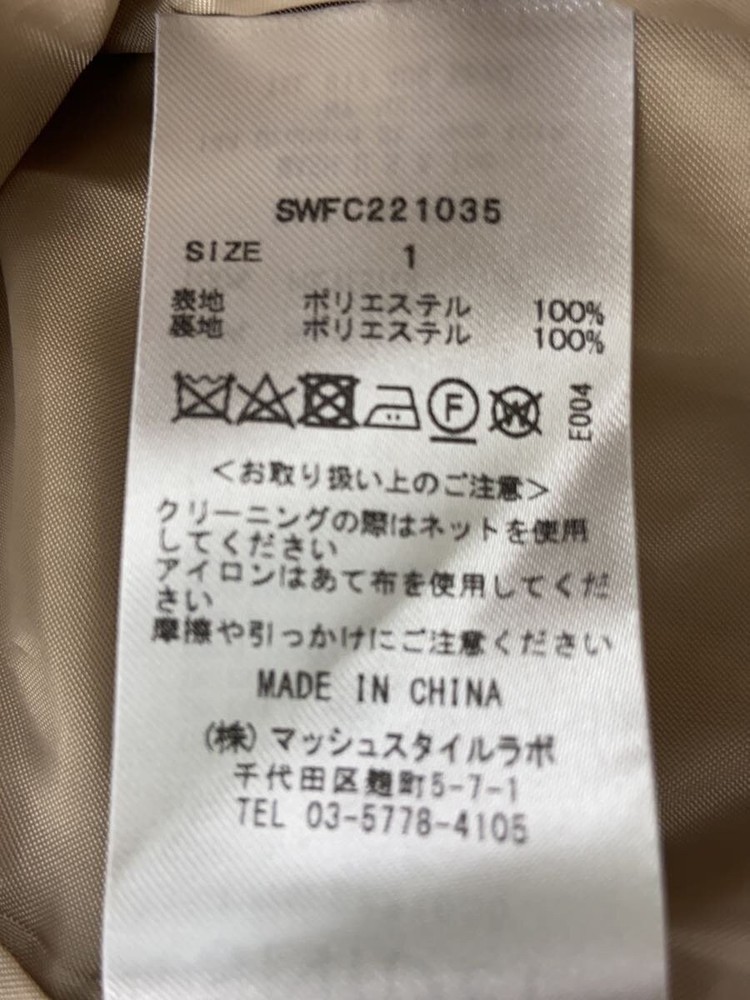 SWFC221035
SIZE 1
表地 ポリエステル 100%
裏地 ポリエステル 100%
F W E004
<お取り扱い上のご注意>
クリーニングの際はネットを使用
してください
アイロンはあて布を使用してくだ
さい
摩擦や引っかけにご注意ください
MADE IN CHINA
(株)マッシュスタイルラボ
千代田区麹町5-7-1
TEL 03-5778-4105